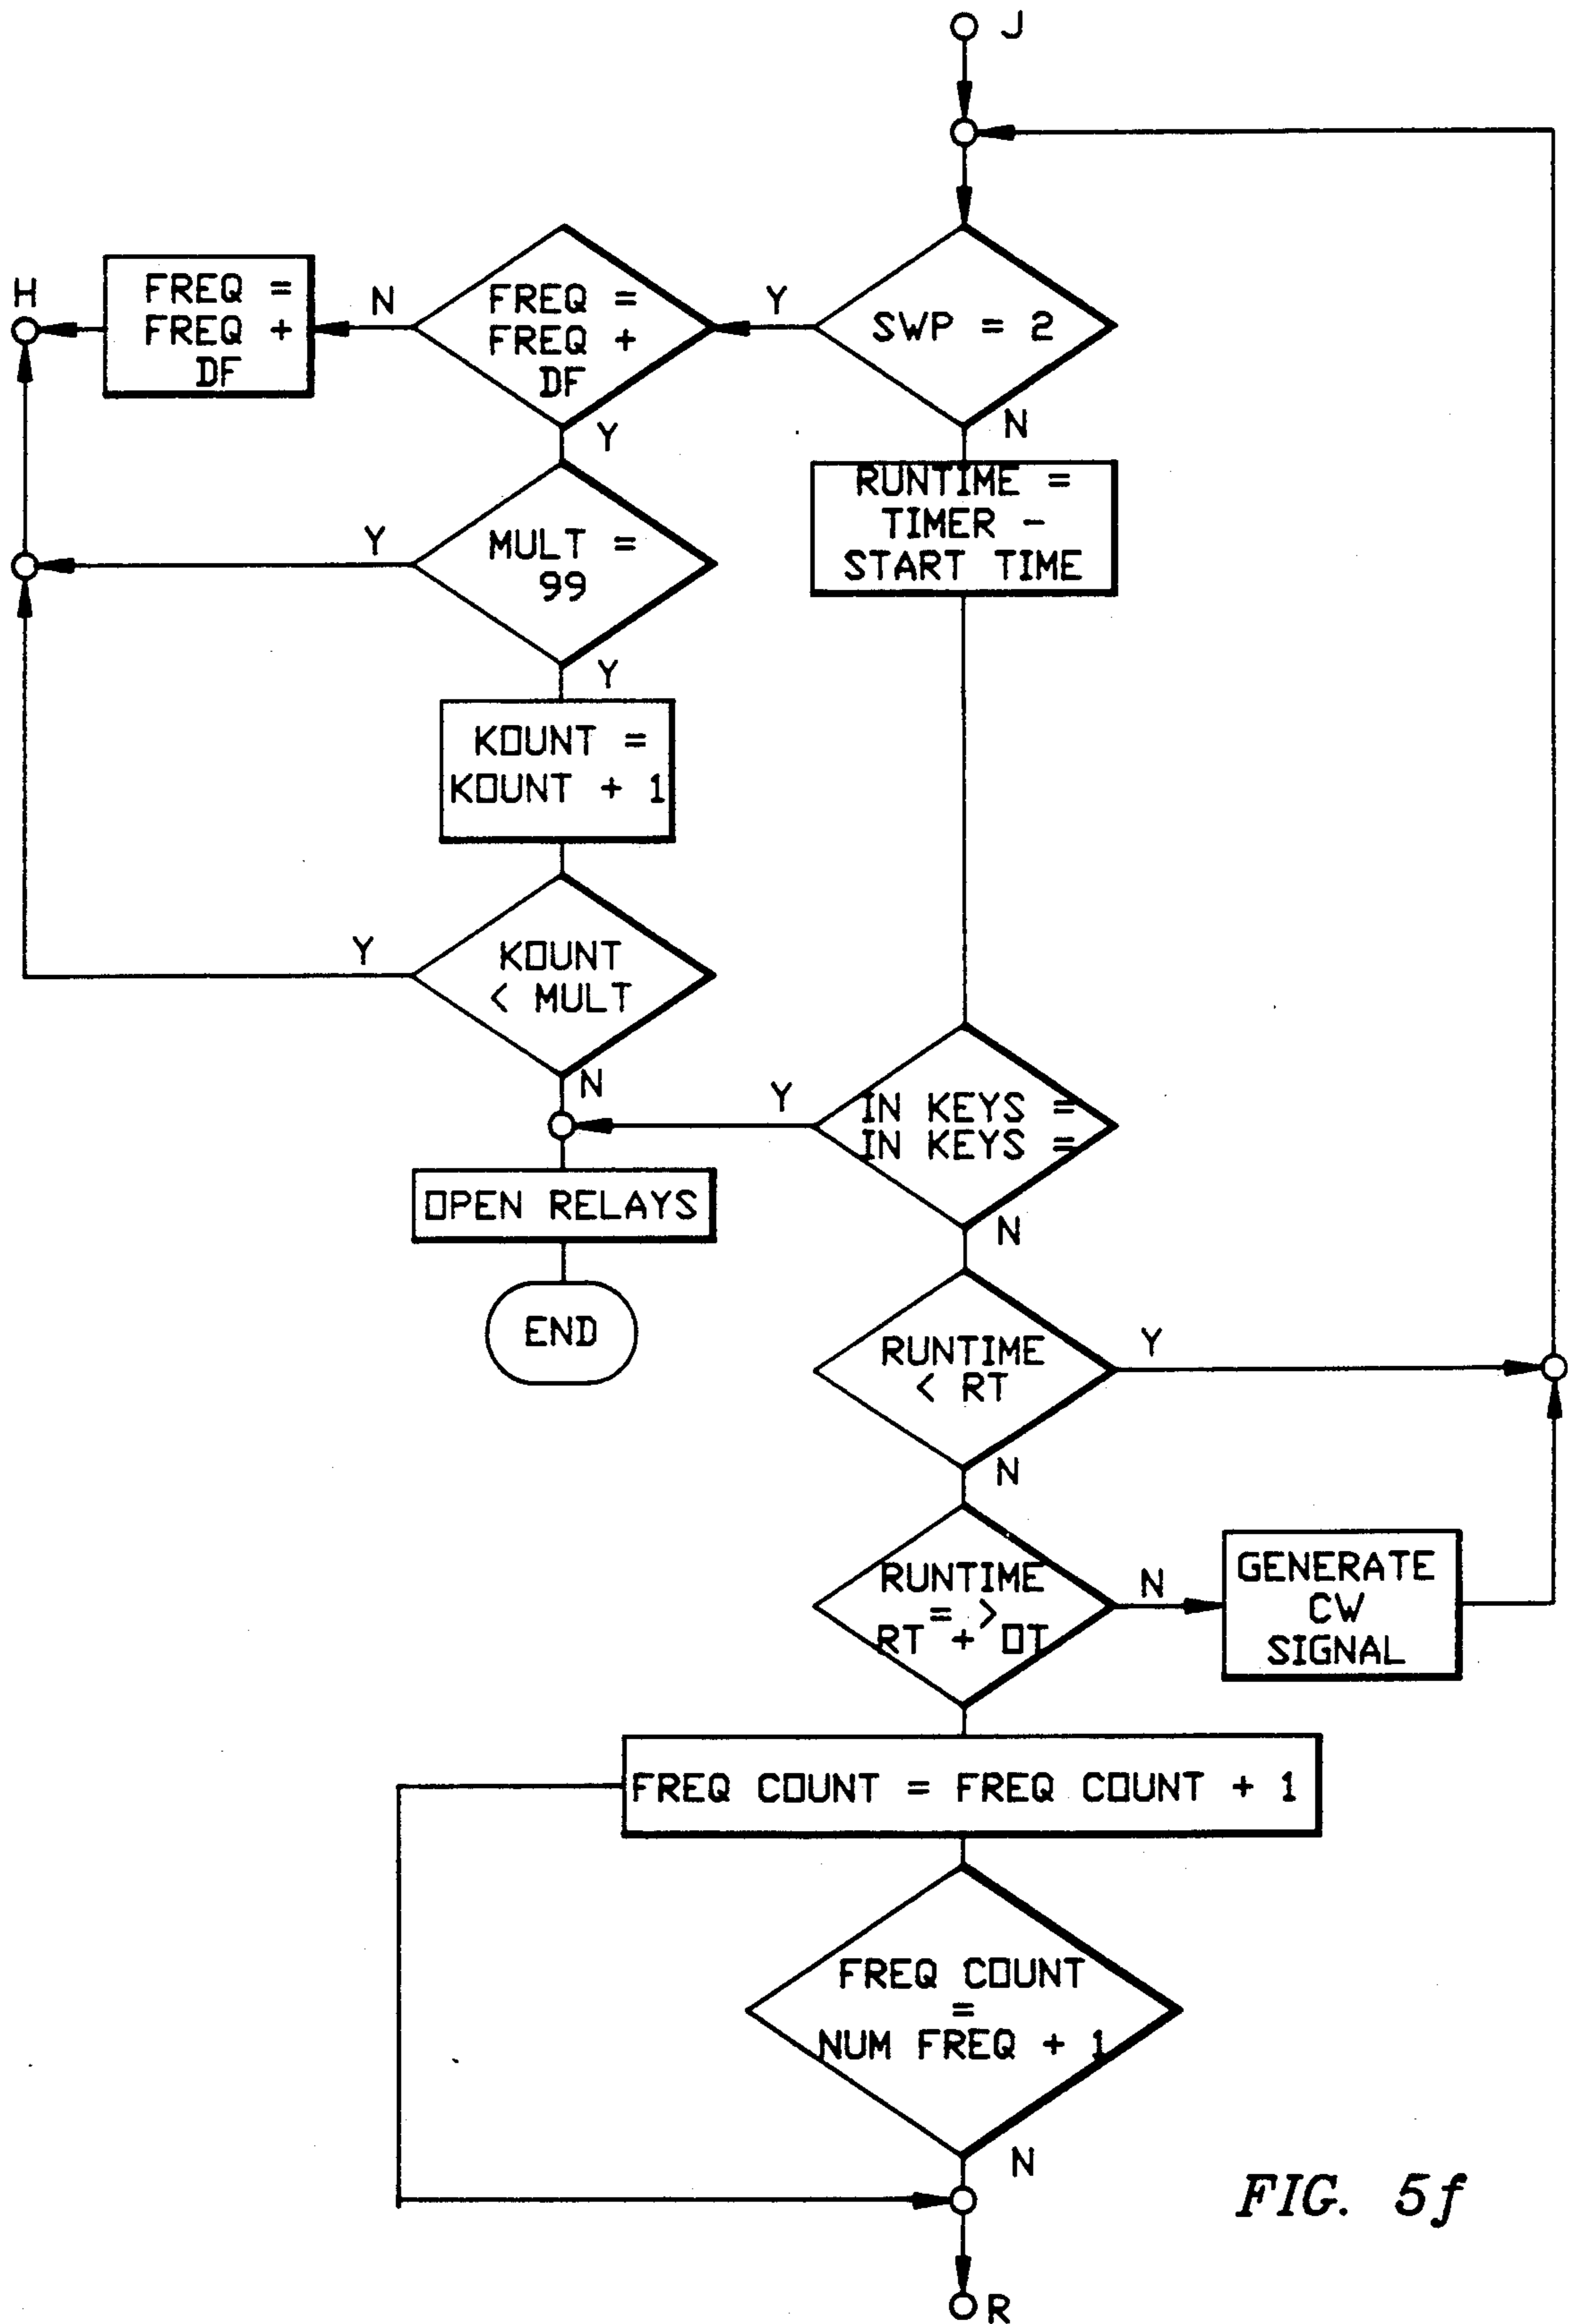 J
H
FREQ =
FREQ +
DF
N
FREQ =
FREQ +
DF
Y
SWP = 2
Y
N
MULT =
99
Y
Y
RUNTIME =
TIMER -
START TIME
KOUNT =
KOUNT + 1
KOUNT
< MULT
Y
N
IN KEYS =
IN KEYS =
Y
N
OPEN RELAYS
END
RUNTIME
< RT
Y
N
RUNTIME
= >
RT + DT
N
GENERATE
CW
SIGNAL
FREQ COUNT = FREQ COUNT + 1
FREQ COUNT
=
NUM FREQ + 1
N
R
FIG. 5f